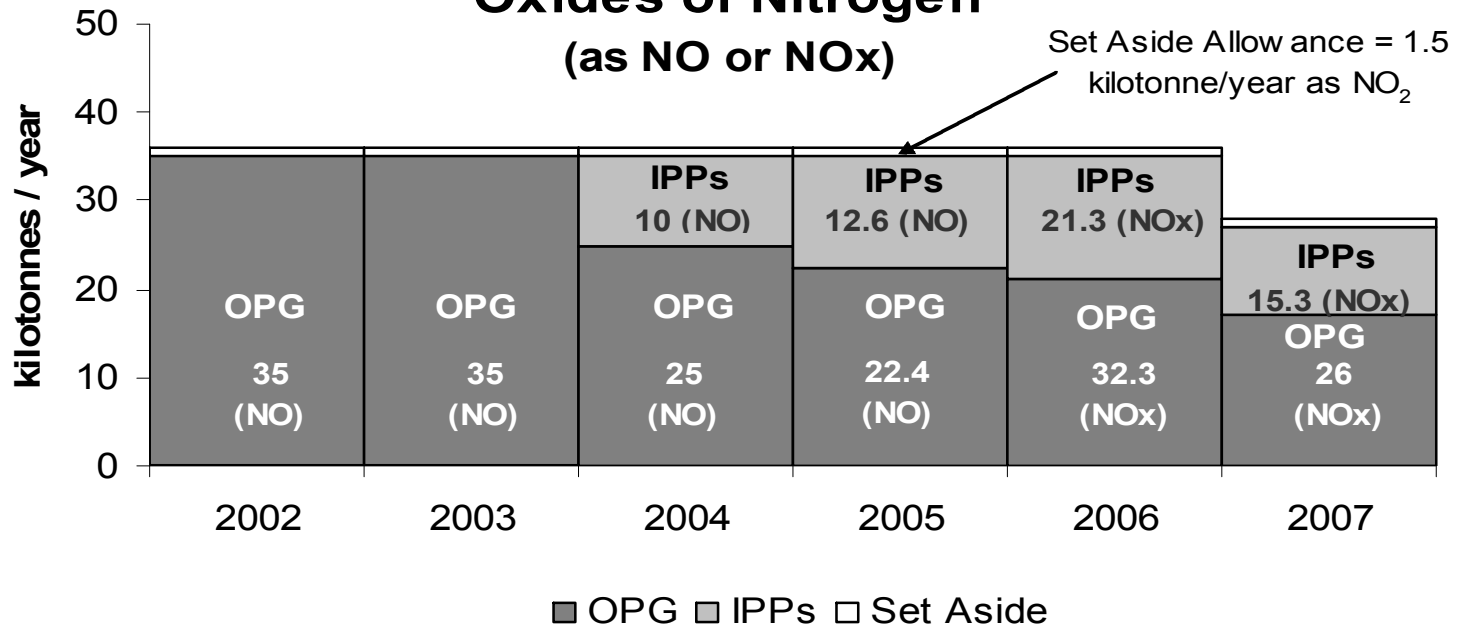 Oxides of Nitrogen
(as NO or NOx)
Set Aside Allow ance = 1.5
kilotonne/year as NO₂
kilotonnes / year
50
40
30
20
10
0
OPG
35
(NO)
OPG
35
(NO)
IPPs
10 (NO)
OPG
25
(NO)
IPPs
12.6 (NO)
OPG
22.4
(NO)
IPPs
21.3 (NOx)
OPG
32.3
(NOx)
IPPs
15.3 (NOx)
OPG
26
(NOx)
2002 2003 2004 2005 2006 2007
OPG IPPs Set Aside